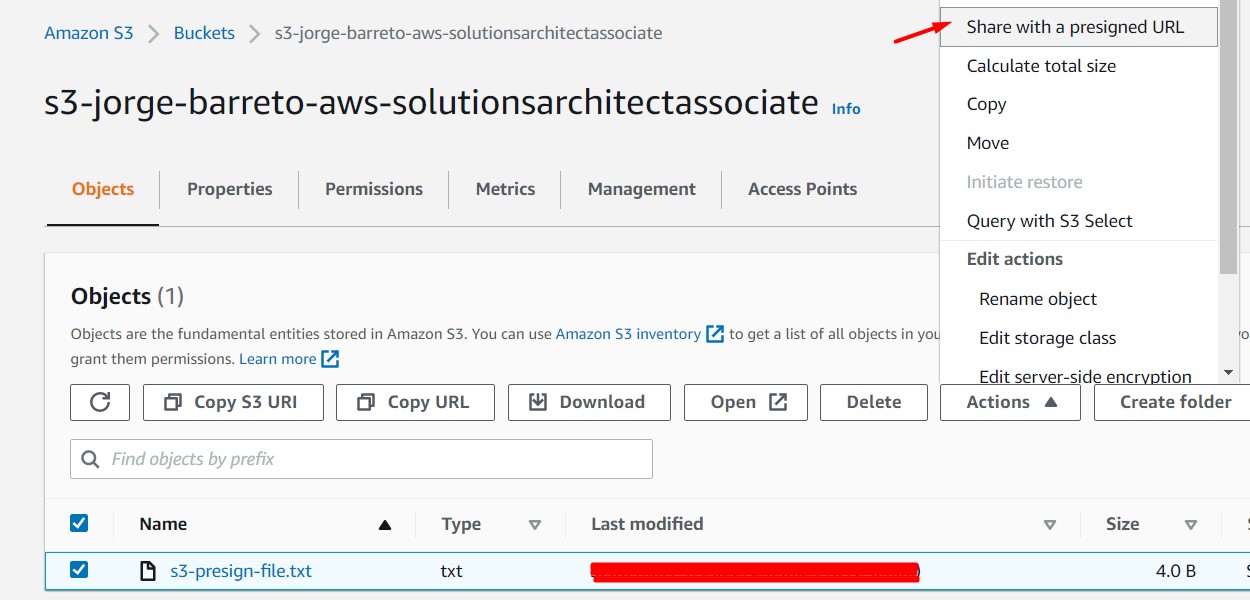 Amazon S3 > Buckets > s3-jorge-barreto-aws-solutionsarchitectassociate
s3-jorge-barreto-aws-solutionsarchitectassociate Info
Objects Properties Permissions Metrics Management Access Points
Share with a presigned URL
Calculate total size
Copy
Move
Initiate restore
Query with S3 Select
Edit actions
Rename object
Edit storage class
Edit server-side encryption
Objects (1)
Objects are the fundamental entities stored in Amazon S3. You can use Amazon S3 inventory to get a list of all objects in
grant them permissions. Learn more
Copy S3 URI Copy URL Download Open Delete Actions Create folder
Find objects by prefix
Name Type Last modified Size
s3-presign-file.txt txt 4.0 B